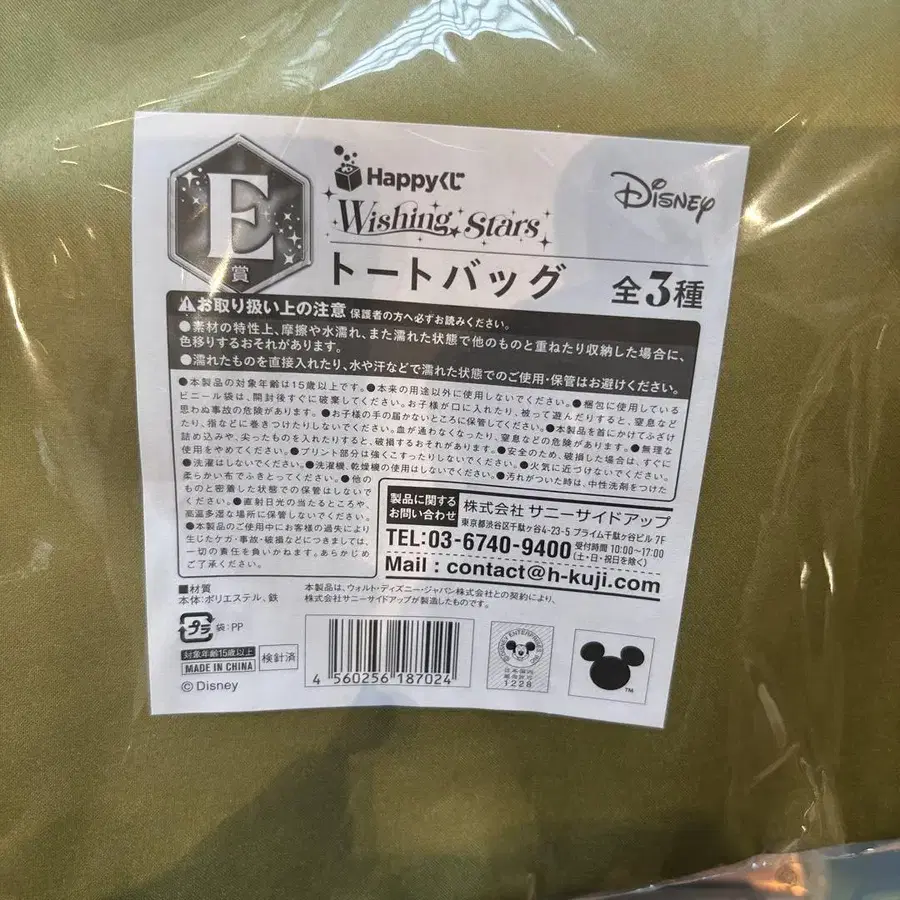 E
賞
Happyくじ
Wishing Stars
Disney
トートバッグ
全3種
⚠お取り扱い上の注意 保護者の方へ必ずお読みください。
●素材の特性上、摩擦や水濡れ、また濡れた状態で他のものと重ねたり収納した場合に、
色移りするおそれがあります。
●濡れたものを直接入れたり、水や汗などで濡れた状態でのご使用・保管はお避けください。
●本製品の対象年齢は15歳以上です。●本来の用途以外に使用しないでください。●梱包に使用している
ビニール袋は、開封後すぐに破棄してください。お子様が口に入れたり、被って遊んだりすると、窒息など
思わぬ事故の危険があります。●お子様の手の届かないところに保管してください。●本製品を首にかけてふざけ
たり、指などに巻きつけたりしないでください。血が通わなくなったり、窒息などの危険があります。●無理な
詰め込みや、尖ったものを入れたりすると、破損するおそれがあります。●安全のため、破損した場合は、すぐに
使用をやめてください。●プリント部分は強くこすったりしないでください。●火気に近づけないでください。
●洗濯はしないでください。●洗濯機、乾燥機の使用はしないでください。●汚れがついた時は、中性洗剤をつけた
柔らかい布でふきとってください。●他の
ものと密着した状態での保管はしないで
ください。●直射日光の当たるところや、
高温多湿な場所に保管しないでください。
●本製品のご使用中にお客様の過失により
生じたケガ・事故・破損などにつきましては、
一切の責任を負いかねます。あらかじめ
ご了承ください。
製品に関する
お問い合わせ
株式会社 サニーサイドアップ
東京都渋谷区千駄ヶ谷4-23-5 プライム千駄ヶ谷ビル 7F
TEL:03-6740-9400 受付時間 10:00~17:00
(土・日・祝日を除く)
Mail : contact@h-kuji.com
■材質
本体:ポリエステル、鉄
本製品は、ウォルト・ディズニー・ジャパン株式会社との契約により、
株式会社サニーサイドアップが製造したものです。
プラ 袋:PP
対象年齢15歳以上
MADE IN CHINA
検針済
© Disney
4 560256 187024
日本国内
1228
TM